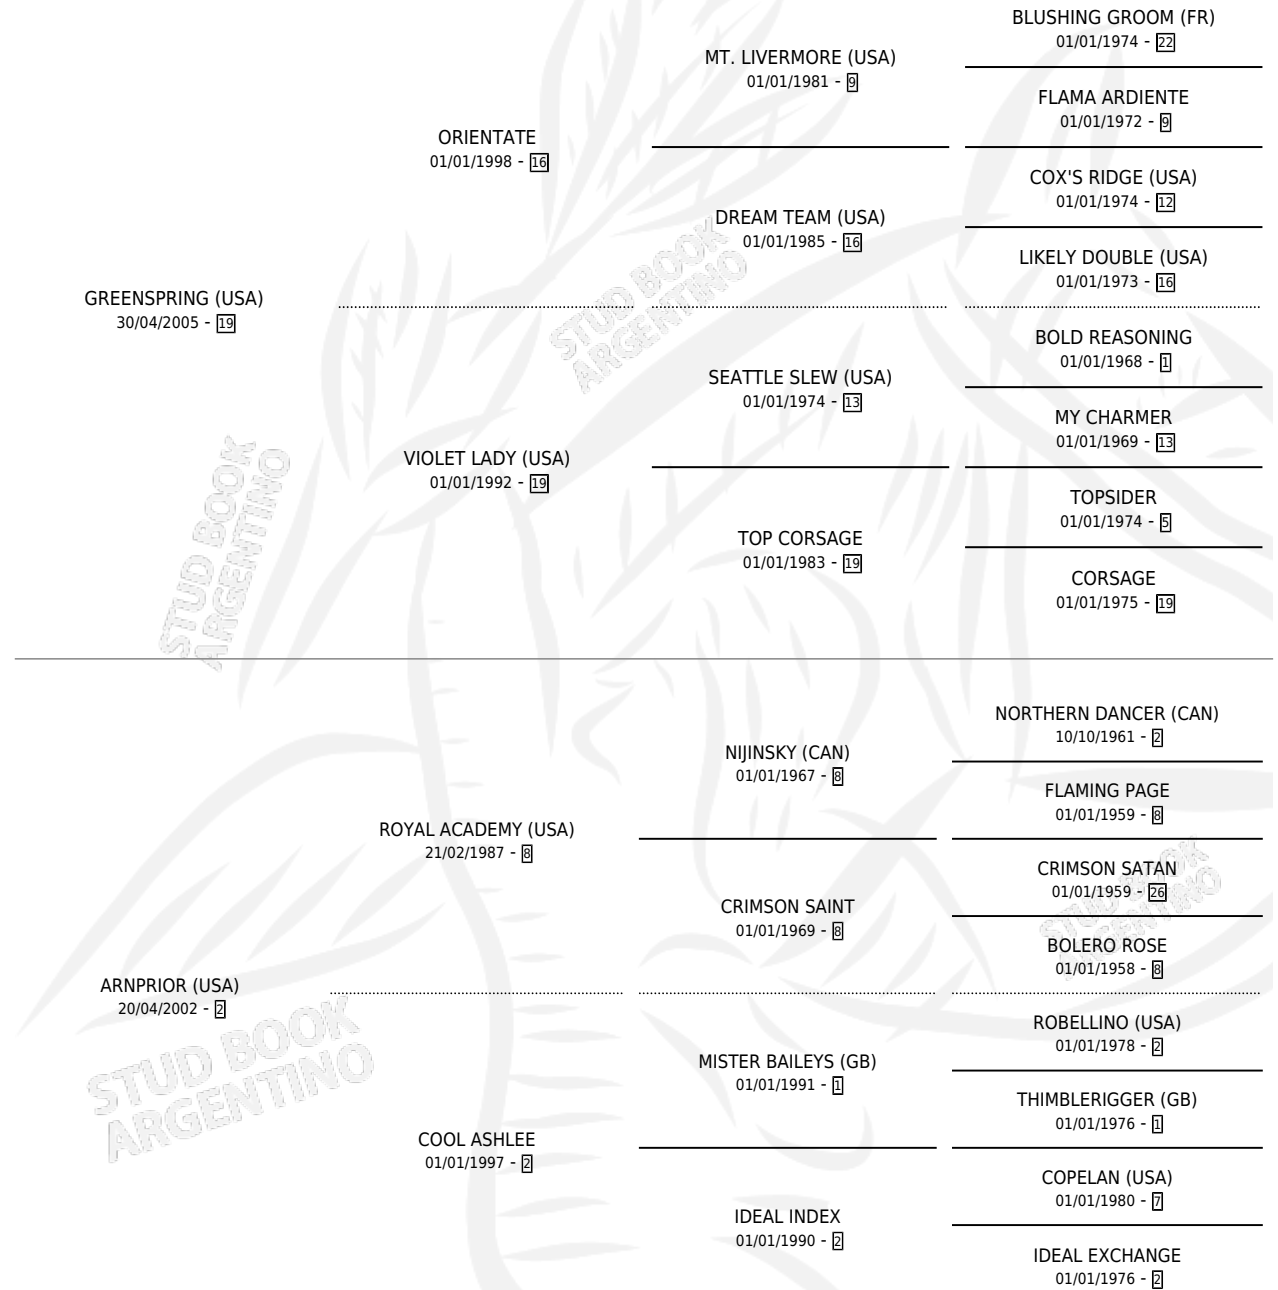 BLUSHING GROOM (FR)
01/01/1974 - 22
MT. LIVERMORE (USA)
01/01/1981 - 9
FLAMA ARDIENTE
01/01/1972 - 9
ORIENTATE
01/01/1998 - 16
COX'S RIDGE (USA)
01/01/1974 - 12
DREAM TEAM (USA)
01/01/1985 - 16
LIKELY DOUBLE (USA)
01/01/1973 - 16
GREENSPRING (USA)
30/04/2005 - 19
STUD BOOK
ARGENTINO
BOLD REASONING
01/01/1968 - 1
SEATTLE SLEW (USA)
01/01/1974 - 13
MY CHARMER
01/01/1969 - 13
VIOLET LADY (USA)
01/01/1992 - 19
TOPSIDER
01/01/1974 - 5
TOP CORSAGE
01/01/1983 - 19
CORSAGE
01/01/1975 - 19
STUD BOOK
ARGENTINO
NORTHERN DANCER (CAN)
10/10/1961 - 2
NIJINSKY (CAN)
01/01/1967 - 8
FLAMING PAGE
01/01/1959 - 8
ROYAL ACADEMY (USA)
21/02/1987 - 8
CRIMSON SATAN
01/01/1959 - 26
CRIMSON SAINT
01/01/1969 - 8
STUD BOOK
ARGENTINO
BOLERO ROSE
01/01/1958 - 8
ARNPRIOR (USA)
20/04/2002 - 2
STUD BOOK
ARGENTINO
ROBELLINO (USA)
01/01/1978 - 2
MISTER BAILEYS (GB)
01/01/1991 - 1
THIMBLERIGGER (GB)
01/01/1976 - 1
COOL ASHLEE
01/01/1997 - 2
COPELAN (USA)
01/01/1980 - 7
IDEAL INDEX
01/01/1990 - 2
IDEAL EXCHANGE
01/01/1976 - 2